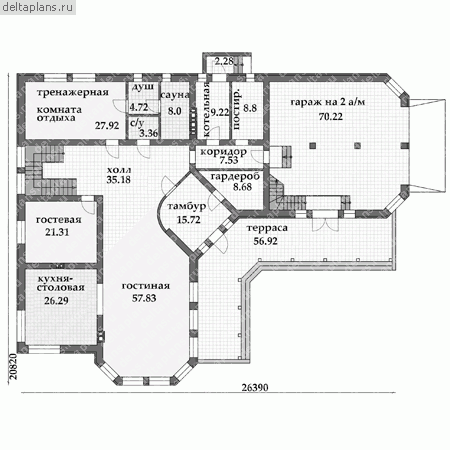 deltaplans.ru
2.28
тренажерная
душ
сауна
4.72
8.0
котельная
9.22
постир.
8.8
гараж на 2 а/м
70.22
комната
отдыха
27.92
с/у
3.36
коридор
7.53
холл
35.18
гардероб
8.68
гостевая
21.31
тамбур
15.72
терраса
56.92
кухня-
столовая
26.29
гостиная
57.83
20820
26390